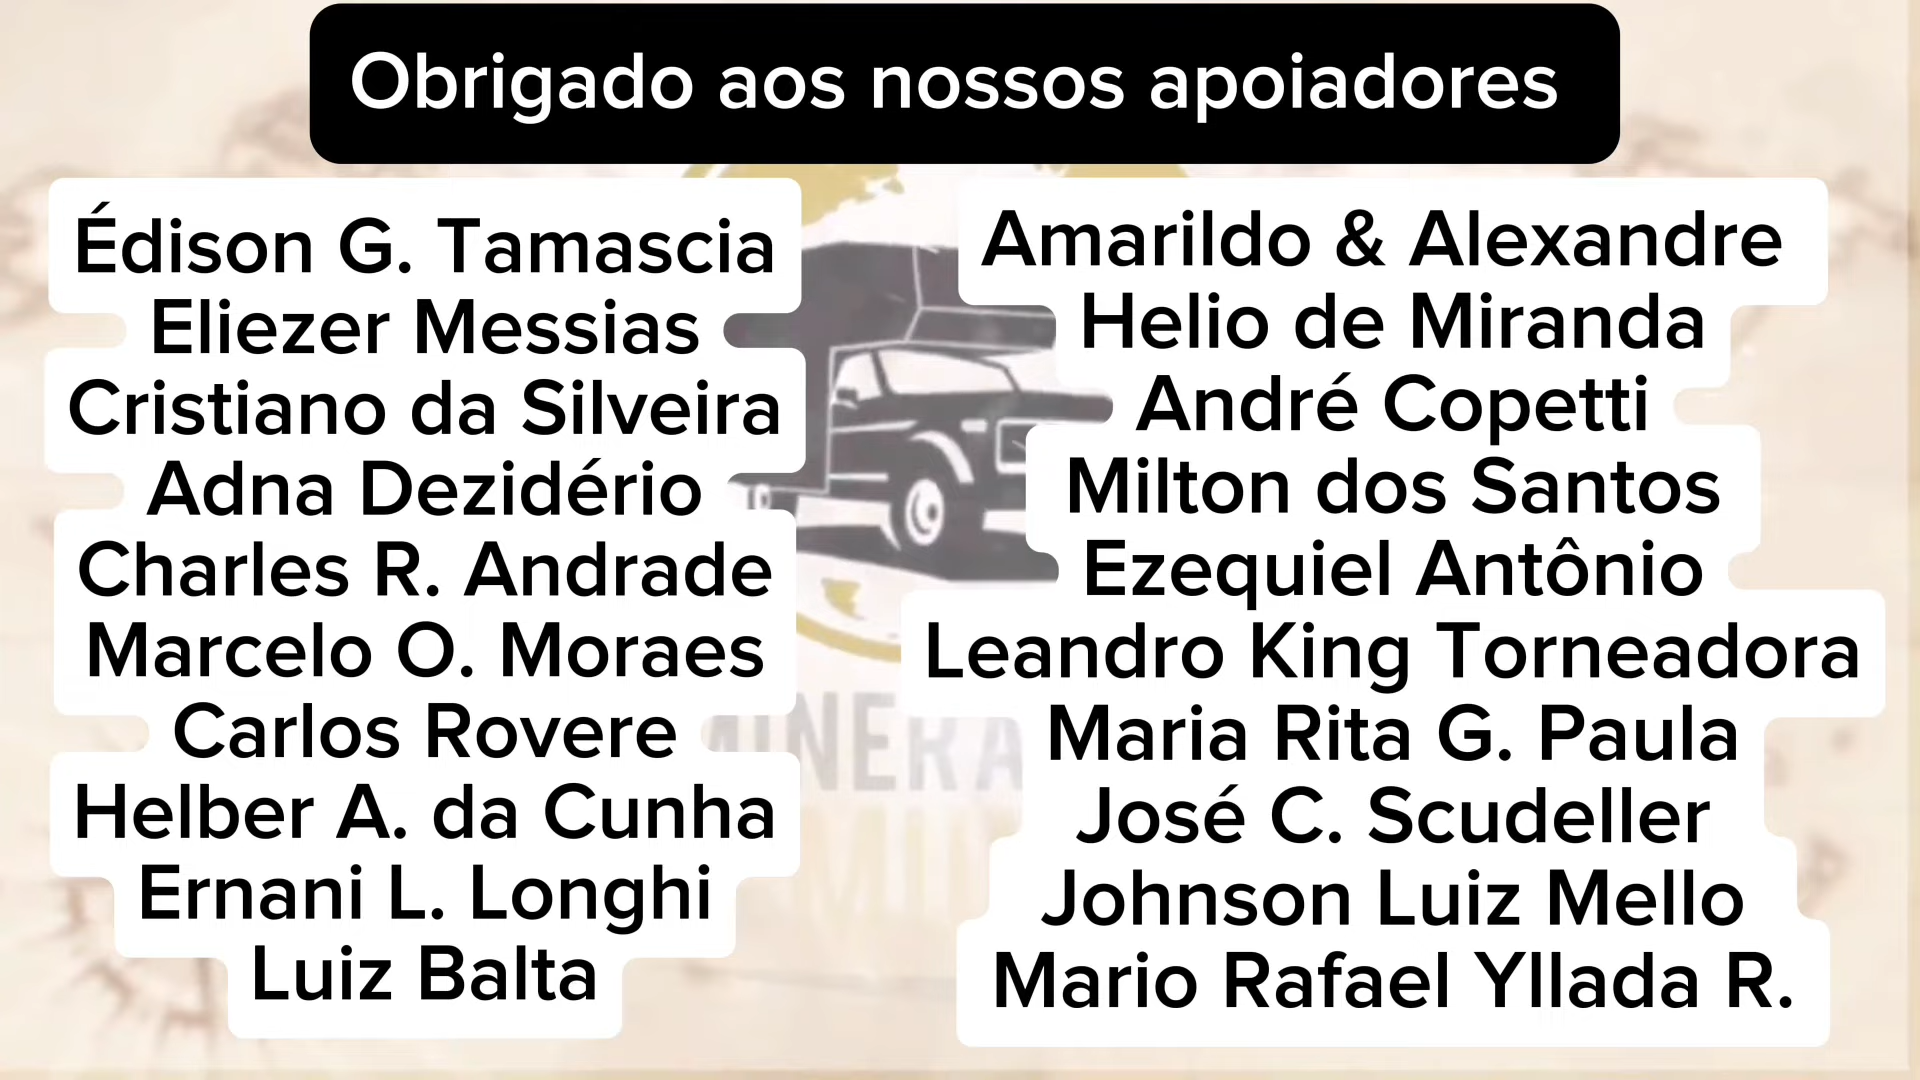 Obrigado aos nossos apoiadores
Édison G. Tamascia
Eliezer Messias
Cristiano da Silveira
Adna Dezidério
Charles R. Andrade
Marcelo O. Moraes
Carlos Rovere
Helber A. da Cunha
Ernani L. Longhi
Luiz Balta
Amarildo & Alexandre
Helio de Miranda
André Copetti
Milton dos Santos
Ezequiel Antônio
Leandro King Torneadora
Maria Rita G. Paula
José C. Scudeller
Johnson Luiz Mello
Mario Rafael Yllada R.